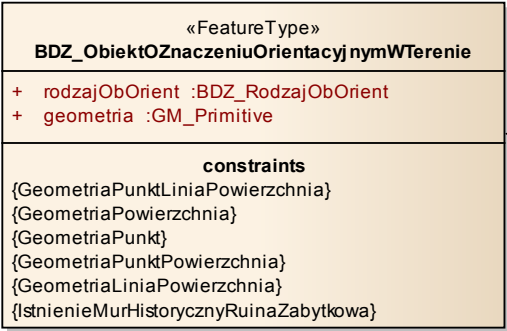 «FeatureType»
BDZ_ObiektOZnaczeniuOrientacyjnymWTerenie
+ rodzajObOrient :BDZ_RodzajObOrient
+ geometria :GM_Primitive
constraints
{GeometriaPunktLiniaPowierzchnia}
{GeometriaPowierzchnia}
{GeometriaPunkt}
{GeometriaPunktPowierzchnia}
{GeometriaLiniaPowierzchnia}
{IstnienieMurHistorycznyRuinaZabytkowa}